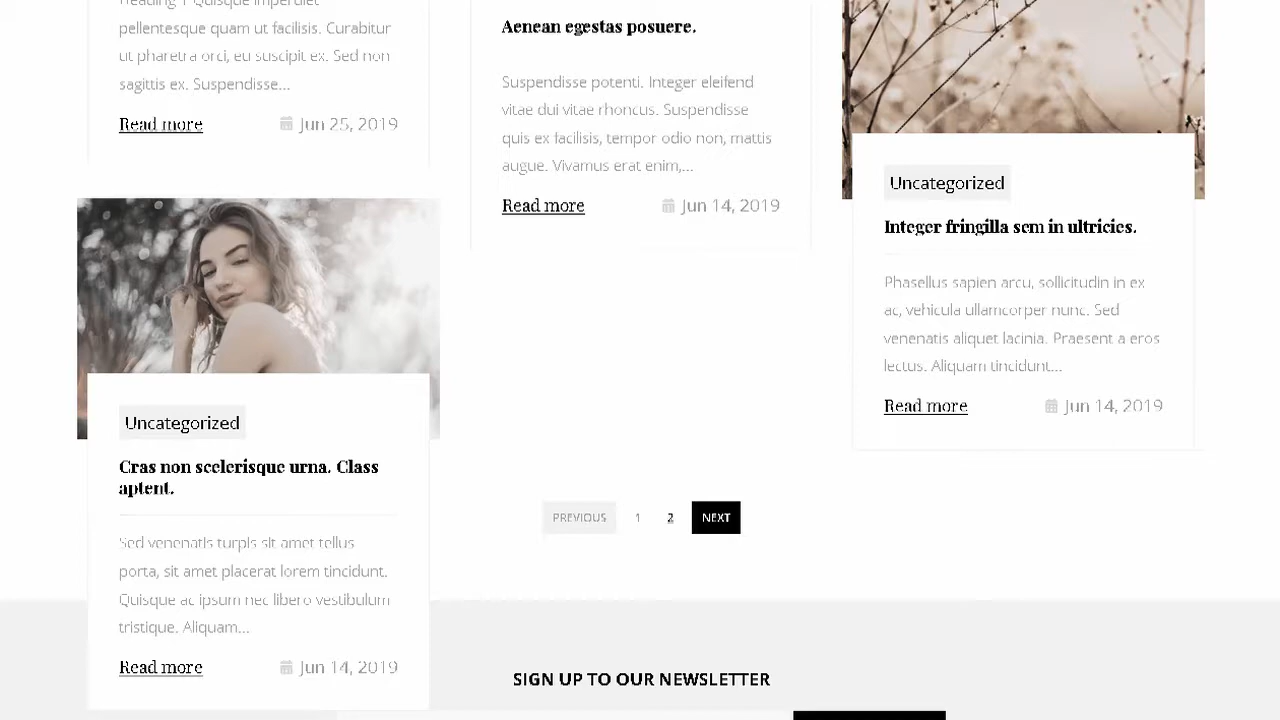 pellentesque quam ut facilisis. Curabitur
ut pharetra orci, eu suscipit ex. Sed non
sagittis ex. Suspendisse...
Read more
Jun 25, 2019
Aenean egestas posuere.
Suspendisse potenti. Integer eleifend
vitae dui vitae rhoncus. Suspendisse
quis ex facilisis, tempor odio non, mattis
augue. Vivamus erat enim,...
Read more
Jun 14, 2019
Uncategorized
Integer fringilla sem in ultricies.
Phasellus sapien arcu, sollicitudin in ex
ac, vehicula ullamcorper nunc. Sed
venenatis aliquet lacinia. Praesent a eros
lectus. Aliquam tincidunt...
Read more
Jun 14, 2019
Uncategorized
Cras non scelerisque urna. Class
aptent.
Sed venenatis turpis sit amet tellus
porta, sit amet placerat lorem tincidunt.
Quisque ac ipsum nec libero vestibulum
tristique. Aliquam...
Read more
Jun 14, 2019
PREVIOUS
1
2
NEXT
SIGN UP TO OUR NEWSLETTER